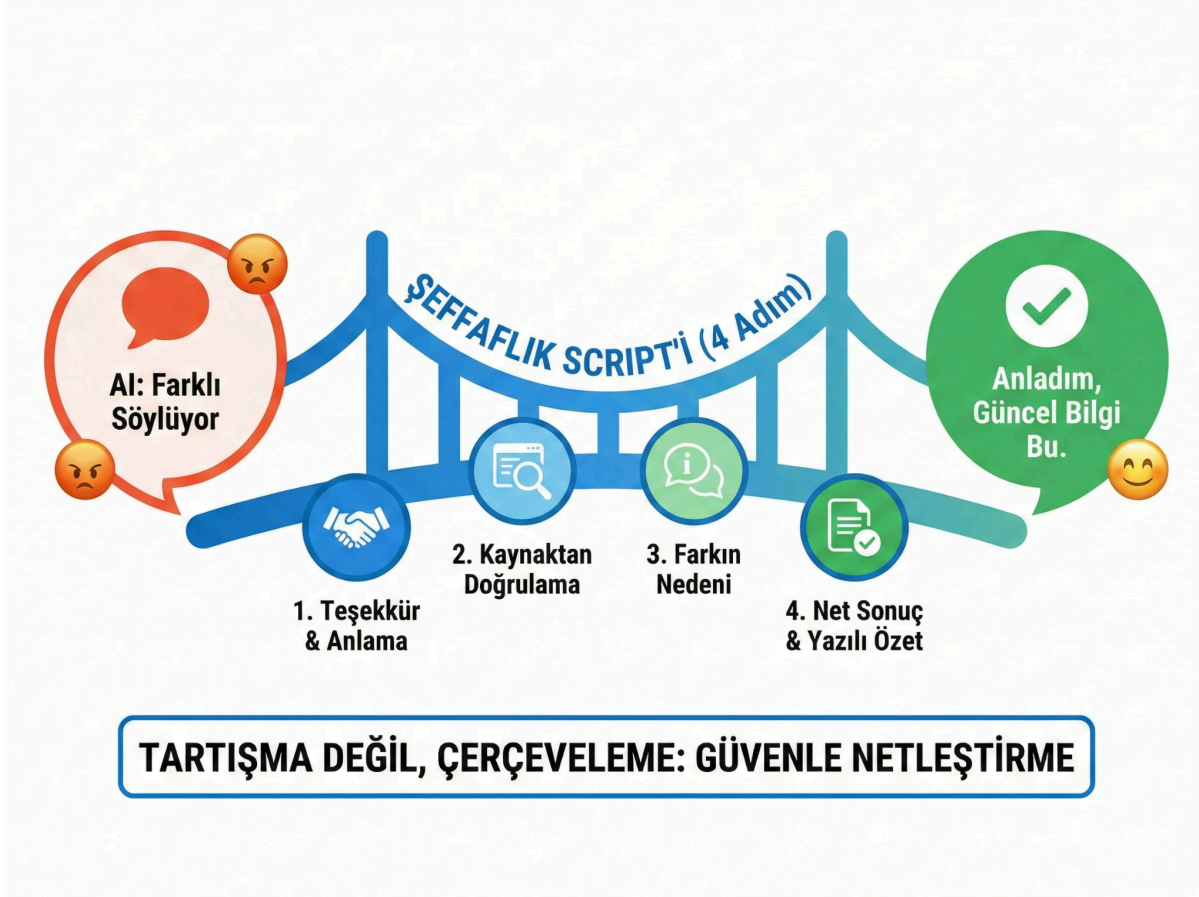 ŞEFFAFLIK SCRIPT'İ (4 Adım)
AI: Farklı
Söylüyor
Anladım,
Güncel Bilgi
Bu.
1. Teşekkür
& Anlama
2. Kaynaktan
Doğrulama
3. Farkın
Nedeni
4. Net Sonuç
& Yazılı Özet
TARTIŞMA DEĞİL, ÇERÇEVELEME: GÜVENLE NETLEŞTİRME